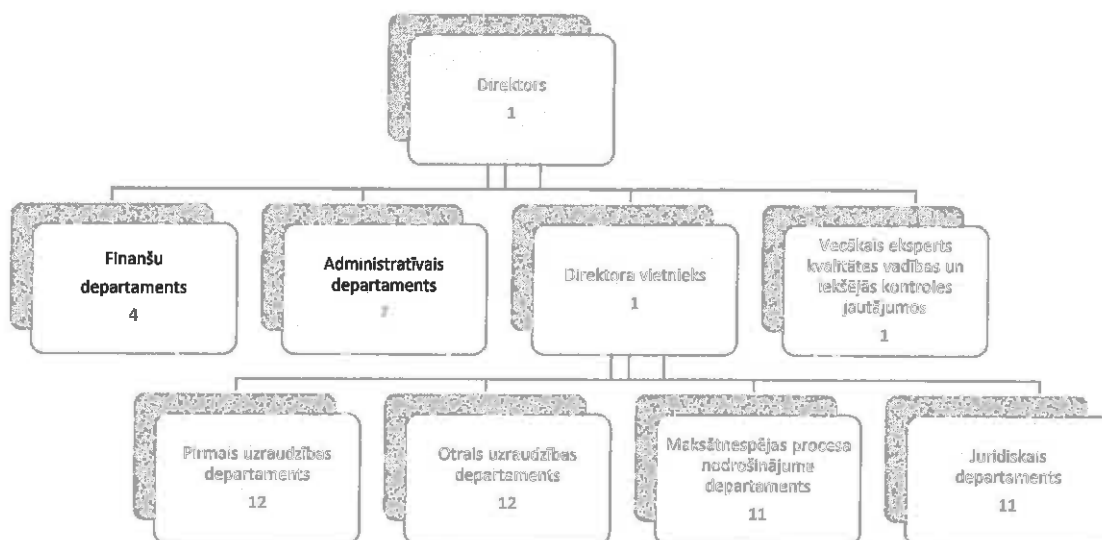 Direktors
1
Finanšu
departaments
4
Administratīvais
departaments
7
Direktora vietnieks
1
Vecākais eksperts
kvalitātes vadības un
iekšējās kontroles
jautājumos
1
Pirmais uzraudzības
departaments
12
Otrais uzraudzības
departaments
12
Maksātnespējas procesa
nodrošinājuma
departaments
11
Juridiskais
departaments
11